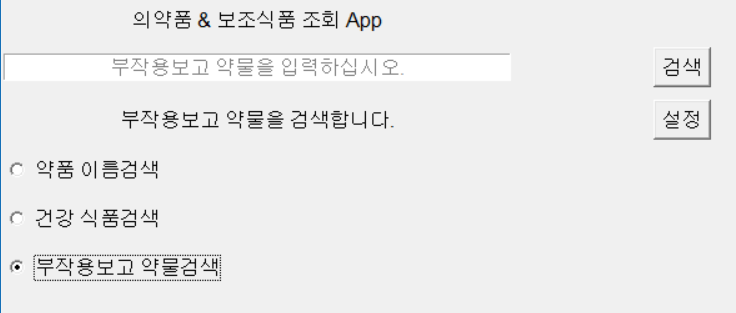 의약품 & 보조식품 조회 App
부작용보고 약물을 입력하십시오. 검색
부작용보고 약물을 검색합니다. 설정
약품 이름검색
건강 식품검색
부작용보고 약물검색